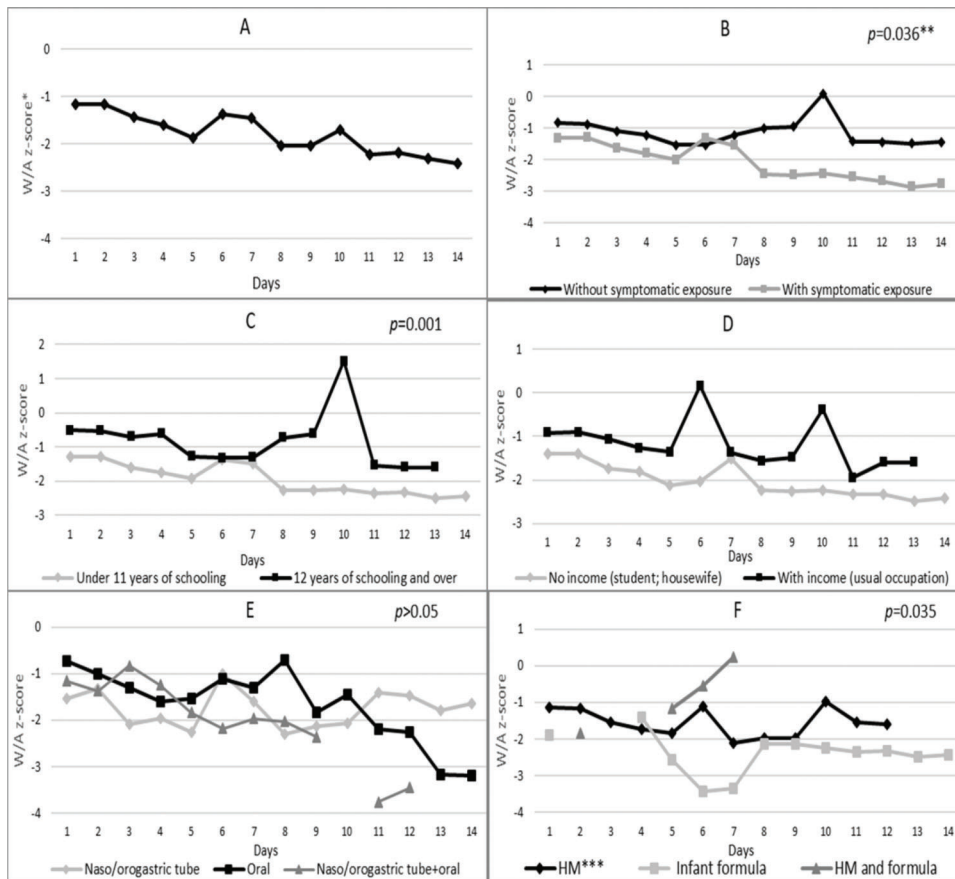 A
0
-1
-2
-3
-4
W/A z-score*
1 2 3 4 5 6 7 8 9 10 11 12 13 14
Days
B
p=0.036**
1
0
-1
-2
-3
-4
W/A z-score
1 2 3 4 5 6 7 8 9 10 11 12 13 14
Days
Without symptomatic exposure With symptomatic exposure
C
p=0.001
2
1
0
-1
-2
-3
W/A z-score
1 2 3 4 5 6 7 8 9 10 11 12 13 14
Days
Under 11 years of schooling 12 years of schooling and over
D
1
0
-1
-2
-3
W/A z-score
1 2 3 4 5 6 7 8 9 10 11 12 13 14
Days
No income (student; housewife) With income (usual occupation)
E
p>0.05
0
-1
-2
-3
-4
W/A z-score
1 2 3 4 5 6 7 8 9 10 11 12 13 14
Days
Naso/orogastric tube Oral Naso/orogastric tube+oral
F
p=0.035
1
0
-1
-2
-3
-4
W/A z-score
1 2 3 4 5 6 7 8 9 10 11 12 13 14
Days
HM*** Infant formula HM and formula